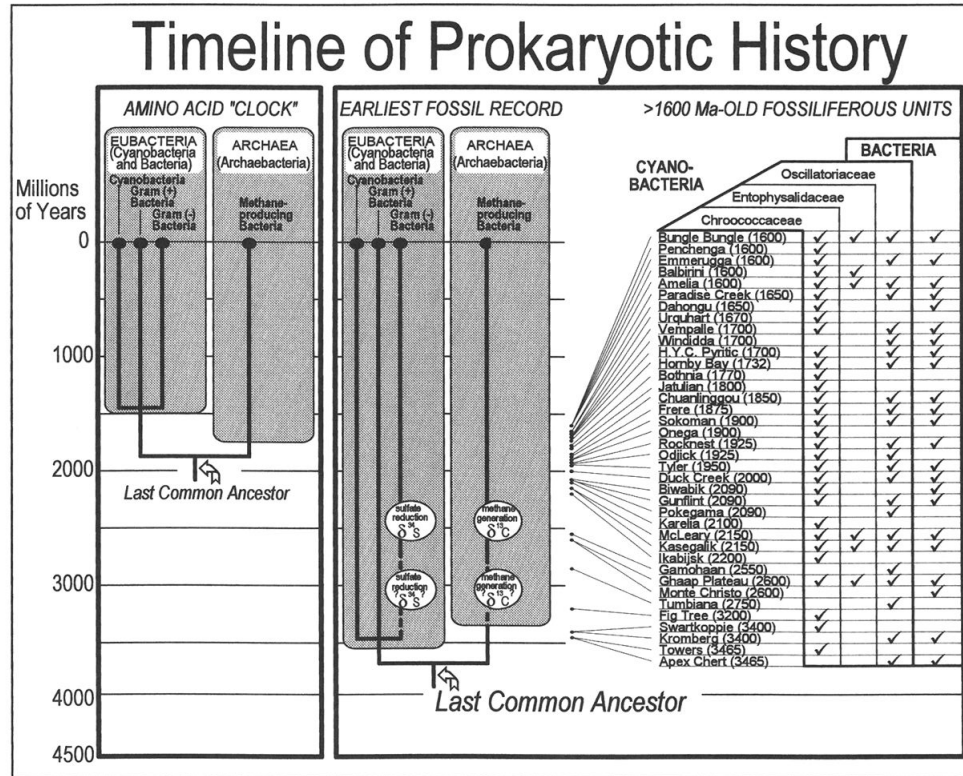 Timeline of Prokaryotic History
AMINO ACID "CLOCK"
EUBACTERIA
(Cyanobacteria
and Bacteria)
Cyanobacteria
Gram (+)
Bacteria
Gram (-)
Bacteria
ARCHAEA
(Archaebacteria)
Methane-
producing
Bacteria
Millions
of Years
0
1000
2000
3000
4000
4500
Last Common Ancestor
EARLIEST FOSSIL RECORD
EUBACTERIA
(Cyanobacteria
and Bacteria)
Cyanobacteria
Gram (+)
Bacteria
Gram (-)
Bacteria
ARCHAEA
(Archaebacteria)
Methane-
producing
Bacteria
sulfate
reduction
δ 34 S
methane
generation
δ 13 C
sulfate
reduction
? δ 34 S ?
methane
generation
? δ 13 C ?
Last Common Ancestor
>1600 Ma-OLD FOSSILIFEROUS UNITS
CYANO-
BACTERIA
BACTERIA
Oscillatoriaceae
Entophysalidaceae
Chroococcaceae
Bungle Bungle (1600) ✓ ✓ ✓ ✓
Penchenga (1600) ✓
Emmerugga (1600) ✓ ✓ ✓
Balbirini (1600) ✓ ✓
Amelia (1600) ✓ ✓ ✓ ✓
Paradise Creek (1650) ✓ ✓ ✓
Dahongu (1650) ✓ ✓
Urquhart (1670) ✓
Vempalle (1700) ✓ ✓ ✓
Windidda (1700) ✓ ✓
H.Y.C. Pyritic (1700) ✓ ✓ ✓
Hornby Bay (1732) ✓ ✓ ✓
Bothnia (1770) ✓
Jatulian (1800) ✓
Chuanlinggou (1850) ✓ ✓ ✓
Frere (1875) ✓ ✓ ✓
Sokoman (1900) ✓ ✓ ✓
Onega (1900) ✓
Rocknest (1925) ✓ ✓ ✓
Odjick (1925) ✓ ✓
Tyler (1950) ✓ ✓ ✓
Duck Creek (2000) ✓ ✓ ✓
Biwabik (2090) ✓ ✓
Gunflint (2090) ✓ ✓ ✓
Pokegama (2090) ✓
Karelia (2100) ✓
McLeary (2150) ✓ ✓ ✓ ✓
Kasegalik (2150) ✓ ✓ ✓ ✓
Ikabijsk (2200) ✓
Gamohaan (2550) ✓
Ghaap Plateau (2600) ✓ ✓ ✓
Monte Christo (2600) ✓
Tumbiana (2750) ✓
Fig Tree (3200) ✓
Swartkoppie (3400) ✓
Kromberg (3400) ✓ ✓
Towers (3465) ✓
Apex Chert (3465) ✓ ✓